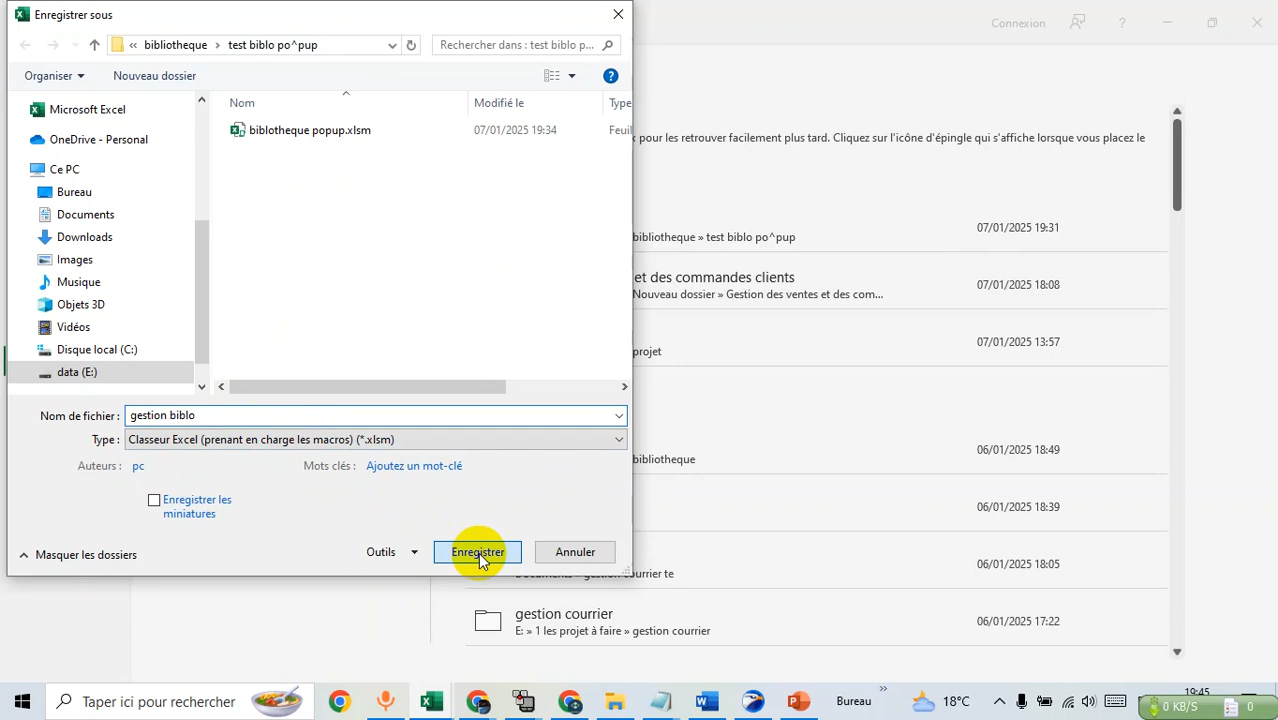 Enregistrer sous
Connexion
bibliotheque
test biblo po^pup
Rechercher dans : test biblo p...
Organiser
Nouveau dossier
Nom
Modifié le
Type
Microsoft Excel
OneDrive - Personal
Ce PC
Bureau
Documents
Downloads
Images
Musique
Objets 3D
Vidéos
Disque local (C:)
data (E:)
biblotheque popup.xlsm
07/01/2025 19:34
Feuil
x pour les retrouver facilement plus tard. Cliquez sur l'icône d'épingle qui s'affiche lorsque vous placez le
bibliotheque » test biblo po^pup
07/01/2025 19:31
et des commandes clients
Nouveau dossier » Gestion des ventes et des com...
07/01/2025 18:08
projet
07/01/2025 13:57
bibliotheque
06/01/2025 18:49
06/01/2025 18:39
Documents » gestion courrier te
06/01/2025 18:05
gestion courrier
E: » 1 les projet à faire » gestion courrier
06/01/2025 17:22
Nom de fichier : gestion biblo
Type : Classeur Excel (prenant en charge les macros) (*.xlsm)
Auteurs : pc
Mots clés : Ajoutez un mot-clé
Enregistrer les
miniatures
Masquer les dossiers
Outils
Enregistrer
Annuler
Taper ici pour rechercher
Bureau
18°C
19:45
0 KB/S
0